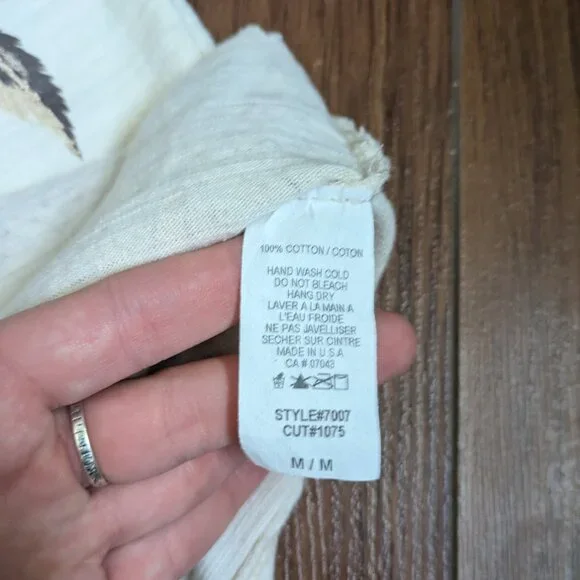 100% COTTON / COTON
HAND WASH COLD
DO NOT BLEACH
HANG DRY
LAVER A LA MAIN A
L'EAU FROIDE
NE PAS JAVELLISER
SECHER SUR CINTRE
MADE IN U S A
CA # 07043
STYLE#7007
CUT#1075
M / M